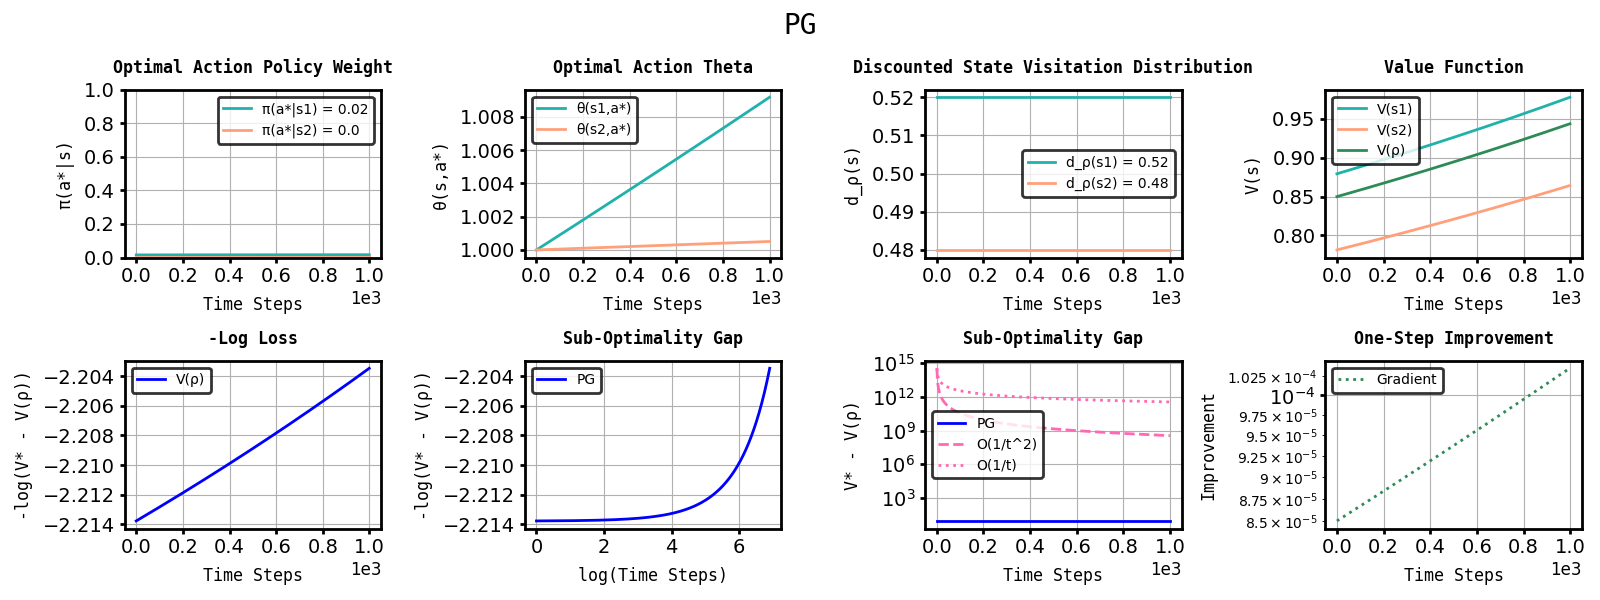 PG
Optimal Action Policy Weight
π(a*|s)
1.0
0.8
0.6
0.4
0.2
0.0
π(a*|s1) = 0.02
π(a*|s2) = 0.0
0.0 0.2 0.4 0.6 0.8 1.0
1e3
Time Steps
Optimal Action Theta
θ(s,a*)
1.008
1.006
1.004
1.002
1.000
θ(s1,a*)
θ(s2,a*)
0.0 0.2 0.4 0.6 0.8 1.0
1e3
Time Steps
Discounted State Visitation Distribution
d_ρ(s)
0.52
0.51
0.50
0.49
0.48
d_ρ(s1) = 0.52
d_ρ(s2) = 0.48
0.0 0.2 0.4 0.6 0.8 1.0
1e3
Time Steps
Value Function
V(s)
0.95
0.90
0.85
0.80
V(s1)
V(s2)
V(ρ)
0.0 0.2 0.4 0.6 0.8 1.0
1e3
Time Steps
-Log Loss
-log(V* - V(ρ))
−2.204
−2.206
−2.208
−2.210
−2.212
−2.214
V(ρ)
0.0 0.2 0.4 0.6 0.8 1.0
1e3
Time Steps
Sub-Optimality Gap
-log(V* - V(ρ))
−2.204
−2.206
−2.208
−2.210
−2.212
−2.214
PG
0 2 4 6
log(Time Steps)
Sub-Optimality Gap
V* - V(ρ)
10¹⁵
10¹²
10⁹
10⁶
10³
PG
O(1/t^2)
O(1/t)
0.0 0.2 0.4 0.6 0.8 1.0
1e3
Time Steps
One-Step Improvement
Improvement
1.025 × 10⁻⁴
10⁻⁴
9.75 × 10⁻⁵
9.5 × 10⁻⁵
9.25 × 10⁻⁵
9 × 10⁻⁵
8.75 × 10⁻⁵
8.5 × 10⁻⁵
Gradient
0.0 0.2 0.4 0.6 0.8 1.0
1e3
Time Steps